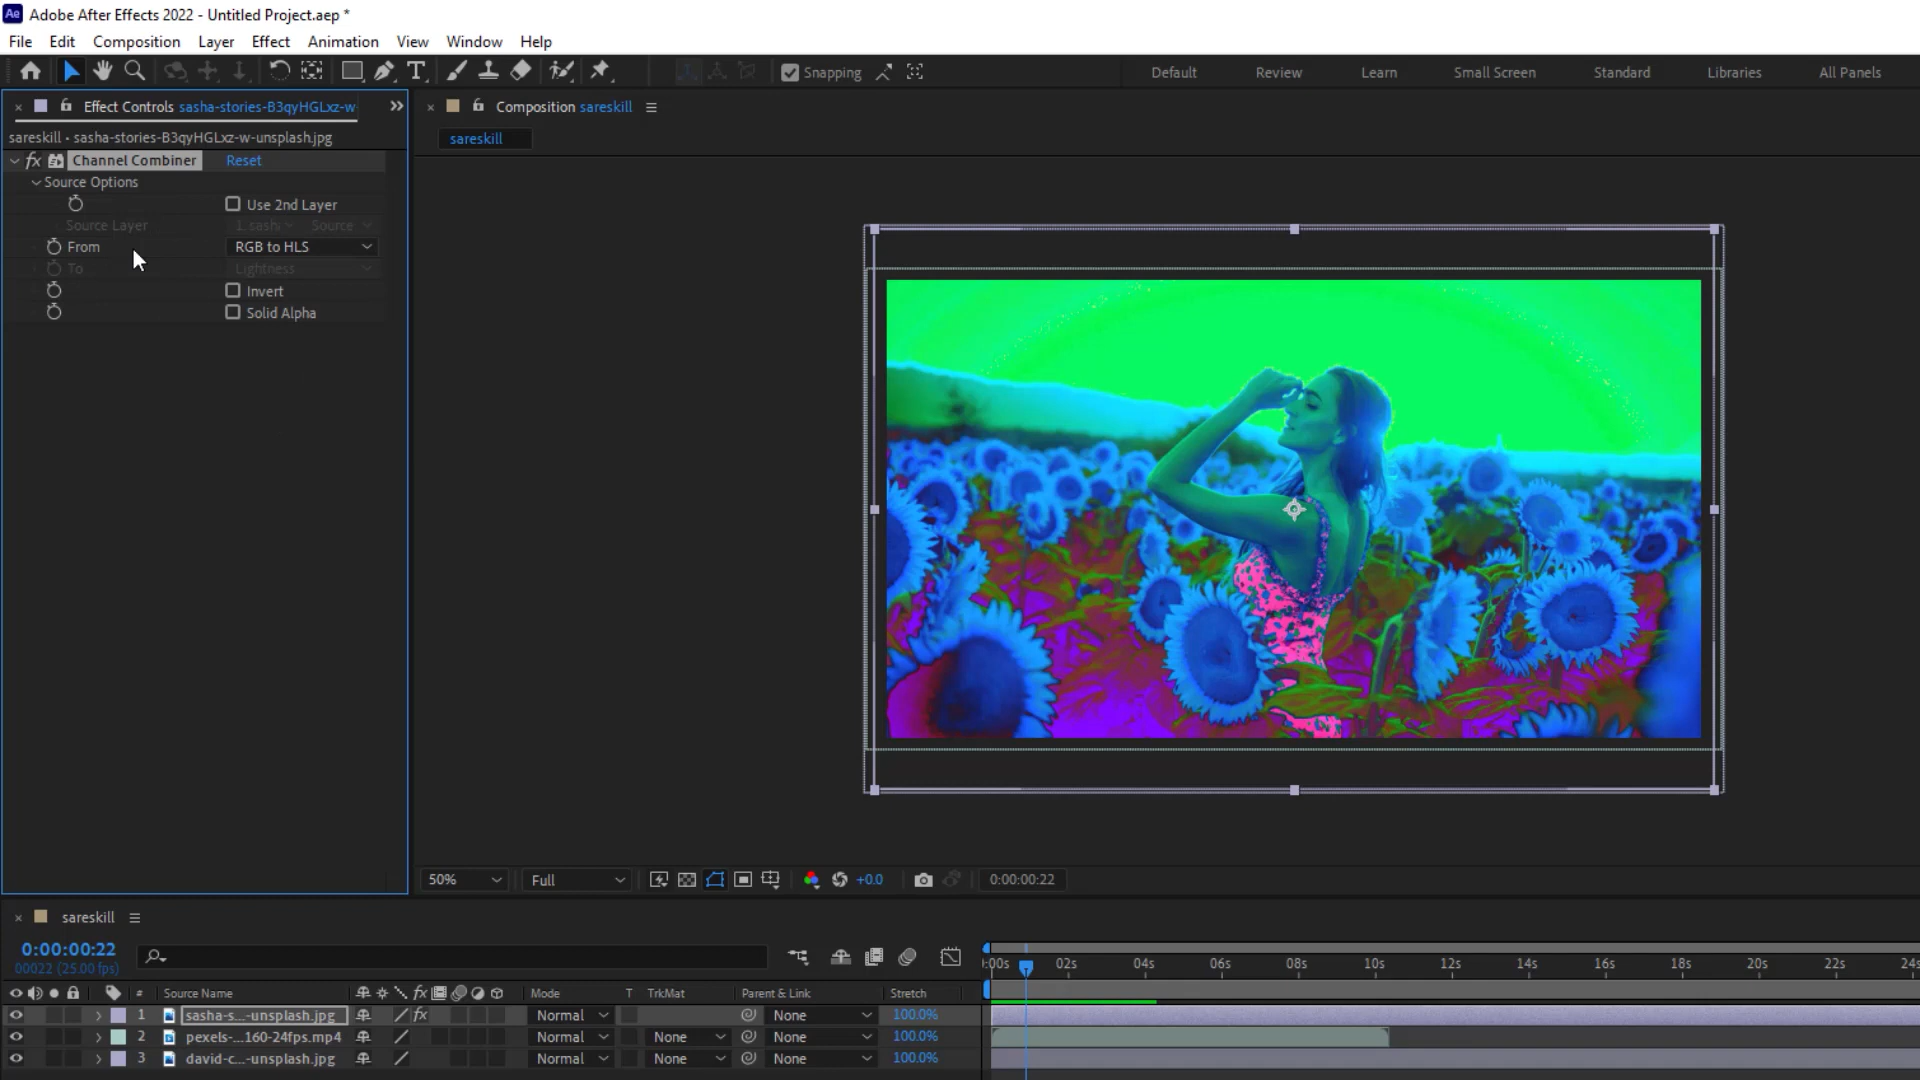 Ae Adobe After Effects 2022 - Untitled Project.aep *
File Edit Composition Layer Effect Animation View Window Help
Snapping Default Review Learn Small Screen Standard Libraries All Panels
Effect Controls sasha-stories-B3qyHGLxz-w-
Composition sareskill
sareskill • sasha-stories-B3qyHGLxz-w-unsplash.jpg
sareskill
fx Channel Combiner Reset
Source Options
Use 2nd Layer
Source Layer 1. sash Source
From RGB to HLS
To Lightness
Invert
Solid Alpha
50% Full +0.0 0:00:00:22
sareskill
0:00:00:22
00022 (25.00 fps)
:00s 02s 04s 06s 08s 10s 12s 14s 16s 18s 20s 22s 24s
# Source Name fx Mode T TrkMat Parent & Link Stretch
1 sasha-s...-unsplash.jpg fx Normal None 100.0%
2 pexels-...160-24fps.mp4 Normal None None 100.0%
3 david-c...-unsplash.jpg Normal None None 100.0%